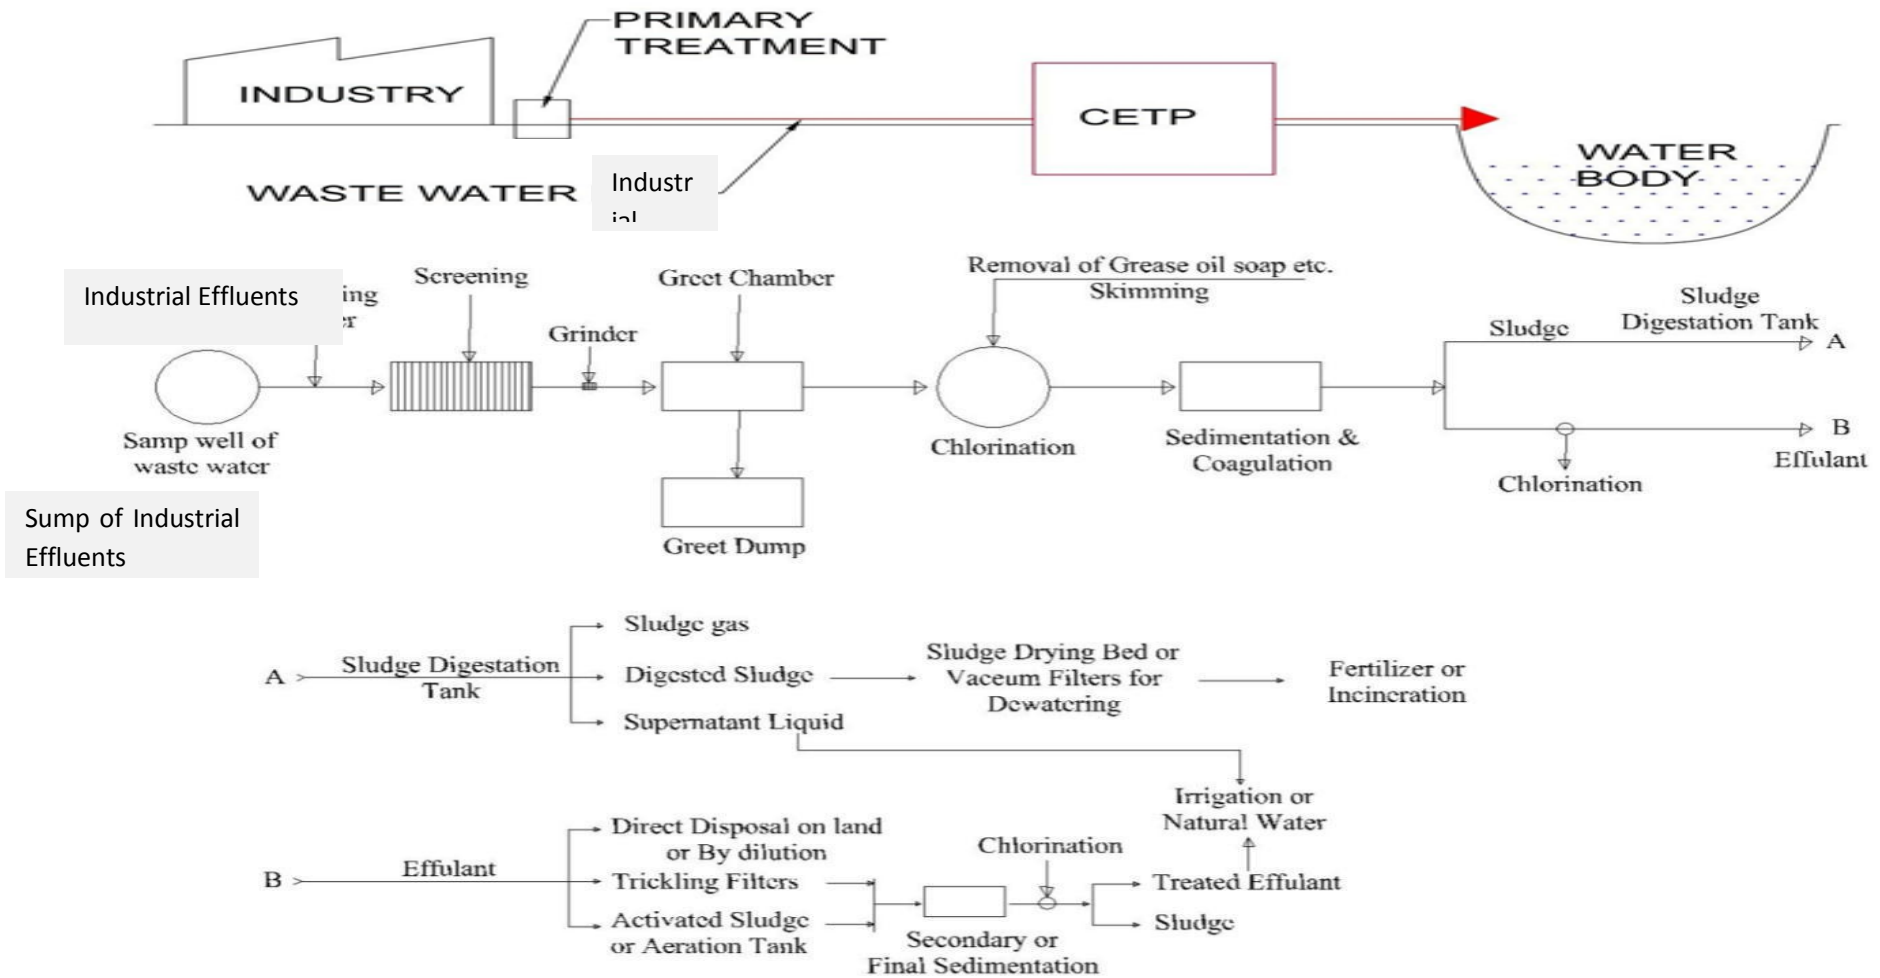 PRIMARY
TREATMENT
INDUSTRY
CETP
WATER
BODY
WASTE WATER
Industr
Industrial Effluents
ing
Screening
Grinder
Greet Chamber
Removal of Grease oil soap etc.
Skimming
Sludge
Sludge
Digestation Tank
A
Samp well of
waste water
Chlorination
Sedimentation &
Coagulation
B
Effulant
Chlorination
Greet Dump
Sump of Industrial
Effluents
A
Sludge Digestation
Tank
Sludge gas
Digested Sludge
Supernatant Liquid
Sludge Drying Bed or
Vaceum Filters for
Dewatering
Fertilizer or
Incineration
Irrigation or
Natural Water
B
Effulant
Direct Disposal on land
or By dilution
Trickling Filters
Activated Sludge
or Aeration Tank
Chlorination
Secondary or
Final Sedimentation
Treated Effulant
Sludge